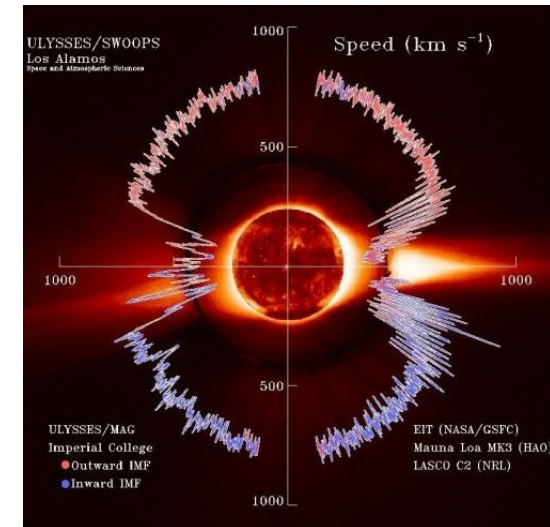 ULYSSES/SWOOPS
Los Alamos
Space and Atmospheric Sciences
Speed (km s⁻¹)
1000
500
1000
1000
500
1000
ULYSSES/MAG
Imperial College
Outward IMF
Inward IMF
EIT (NASA/GSFC)
Mauna Loa MK3 (HAO)
LASCO C2 (NRL)